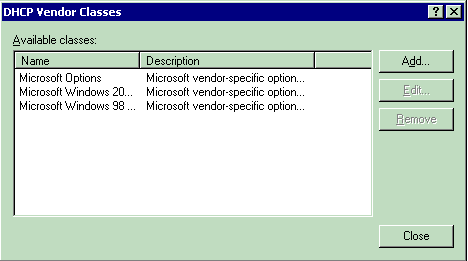 DHCP Vendor Classes
Available classes:
Name Description
Microsoft Options Microsoft vendor-specific option...
Microsoft Windows 20... Microsoft vendor-specific option...
Microsoft Windows 98 ... Microsoft vendor-specific option...
Add...
Edit...
Remove
Close